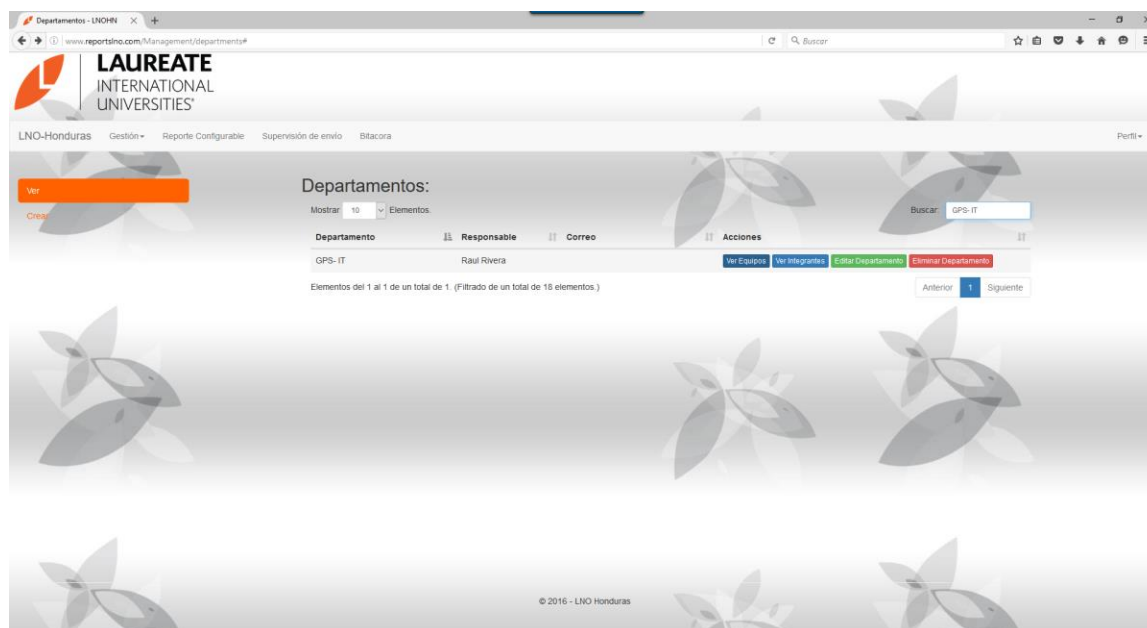 Departamentos - LNOHN
www.reportslno.com/Management/departments#
Buscar
LAUREATE
INTERNATIONAL
UNIVERSITIES®
LNO-Honduras Gestión Reporte Configurable Supervisión de envío Bitacora Perfil
Ver
Crear
Departamentos:
Mostrar 10 Elementos. Buscar: GPS- IT
Departamento Responsable Correo Acciones
GPS- IT Raul Rivera Ver Equipos Ver Integrantes Editar Departamento Eliminar Departamento
Elementos del 1 al 1 de un total de 1. (Filtrado de un total de 18 elementos.) Anterior 1 Siguiente
© 2016 - LNO Honduras